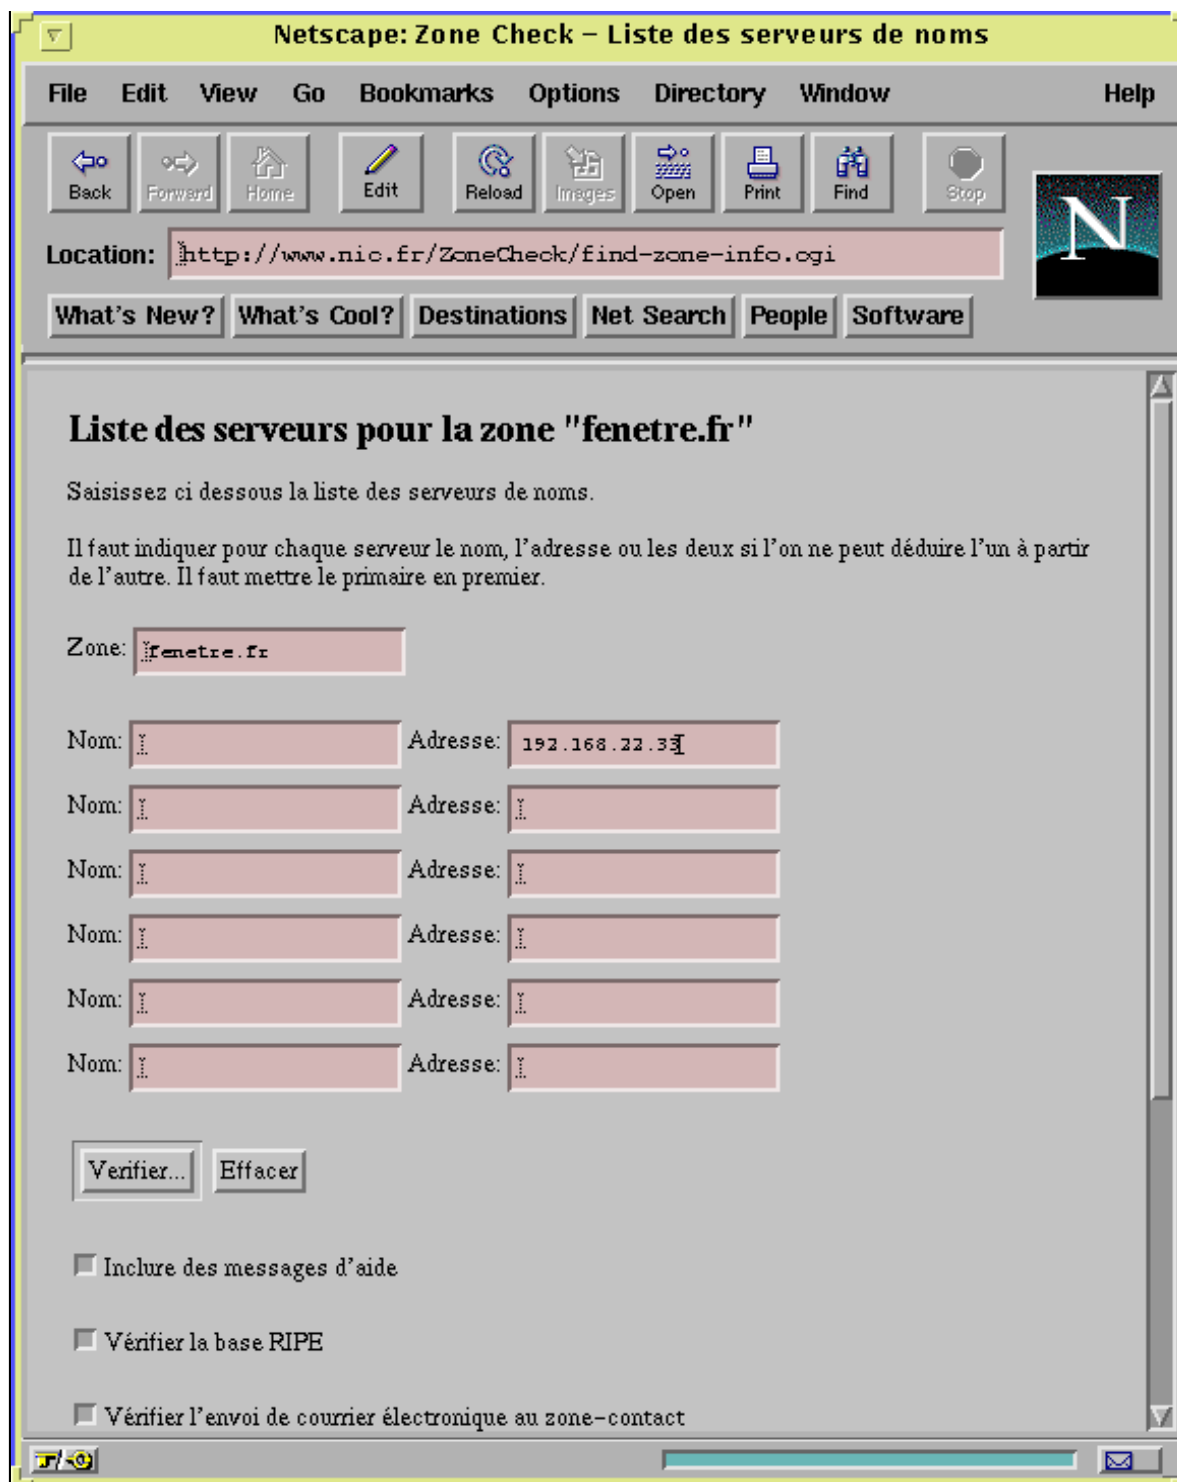 Netscape: Zone Check – Liste des serveurs de noms
File Edit View Go Bookmarks Options Directory Window Help
Back Forward Home Edit Reload Images Open Print Find Stop
N
Location: http://www.nic.fr/ZoneCheck/find-zone-info.cgi
What's New? What's Cool? Destinations Net Search People Software
Liste des serveurs pour la zone "fenetre.fr"
Saisissez ci dessous la liste des serveurs de noms.
Il faut indiquer pour chaque serveur le nom, l'adresse ou les deux si l'on ne peut déduire l'un à partir
de l'autre. Il faut mettre le primaire en premier.
Zone: fenetre.fr
Nom: Adresse: 192.168.22.33
Nom: Adresse:
Nom: Adresse:
Nom: Adresse:
Nom: Adresse:
Nom: Adresse:
Verifier... Effacer
Inclure des messages d'aide
Vérifier la base RIPE
Vérifier l'envoi de courrier électronique au zone-contact